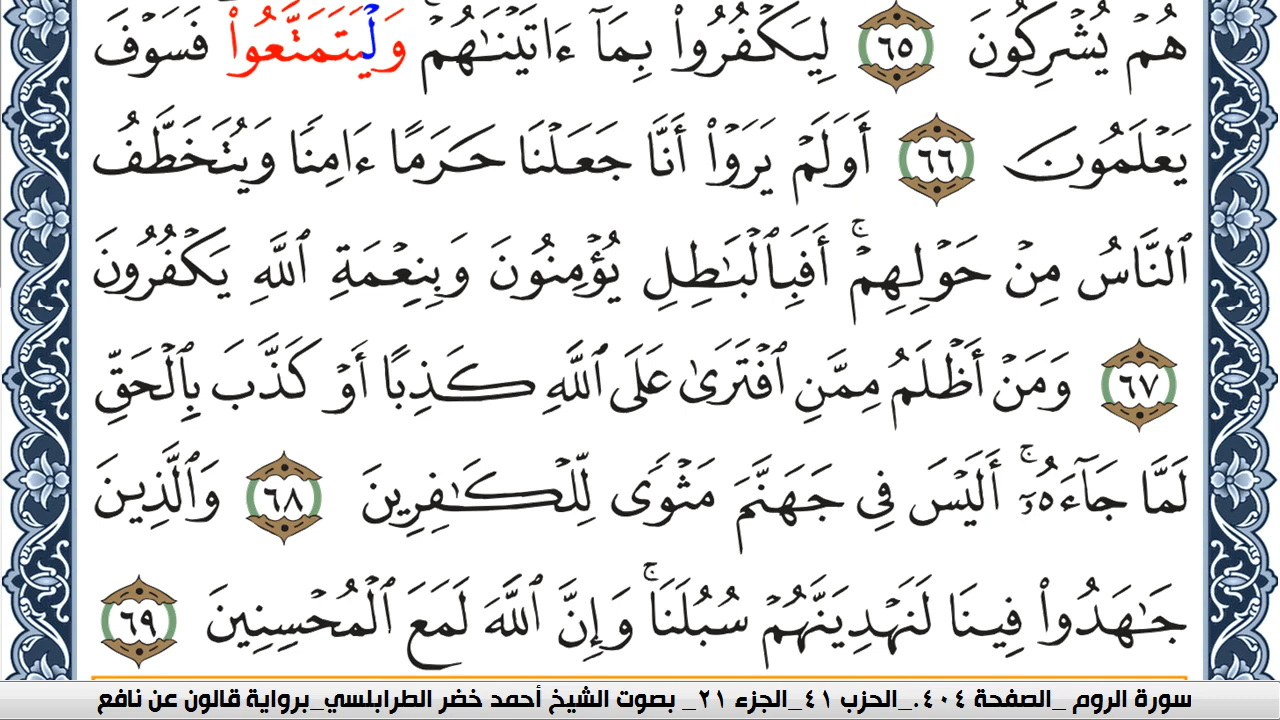 هُمْ يُشْرِكُونَ ٦٥ لِيَكْفُرُوا۟ بِمَآ ءَاتَيْنَٰهُمْۚ وَلْيَتَمَتَّعُوا۟ فَسَوْفَ
يَعْلَمُونَ ٦٦ أَوَلَمْ يَرَوْا۟ أَنَّا جَعَلْنَا حَرَمًا ءَامِنًا وَيُتَخَطَّفُ
ٱلنَّاسُ مِنْ حَوْلِهِمْۚ أَفَبِٱلْبَٰطِلِ يُؤْمِنُونَ وَبِنِعْمَةِ ٱللَّهِ يَكْفُرُونَ
٦٧ وَمَنْ أَظْلَمُ مِمَّنِ ٱفْتَرَىٰ عَلَى ٱللَّهِ كَذِبًا أَوْ كَذَّبَ بِٱلْحَقِّ
لَمَّا جَآءَهُۥٓۚ أَلَيْسَ فِى جَهَنَّمَ مَثْوًى لِّلْكَٰفِرِينَ ٦٨ وَٱلَّذِينَ
جَٰهَدُوا۟ فِينَا لَنَهْدِيَنَّهُمْ سُبُلَنَاۚ وَإِنَّ ٱللَّهَ لَمَعَ ٱلْمُحْسِنِينَ ٦٩
سورة الروم _الصفحة ٤٠٤._الحزب ٤١_الجزء ٢١_ بصوت الشيخ أحمد خضر الطرابلسي_برواية قالون عن نافع